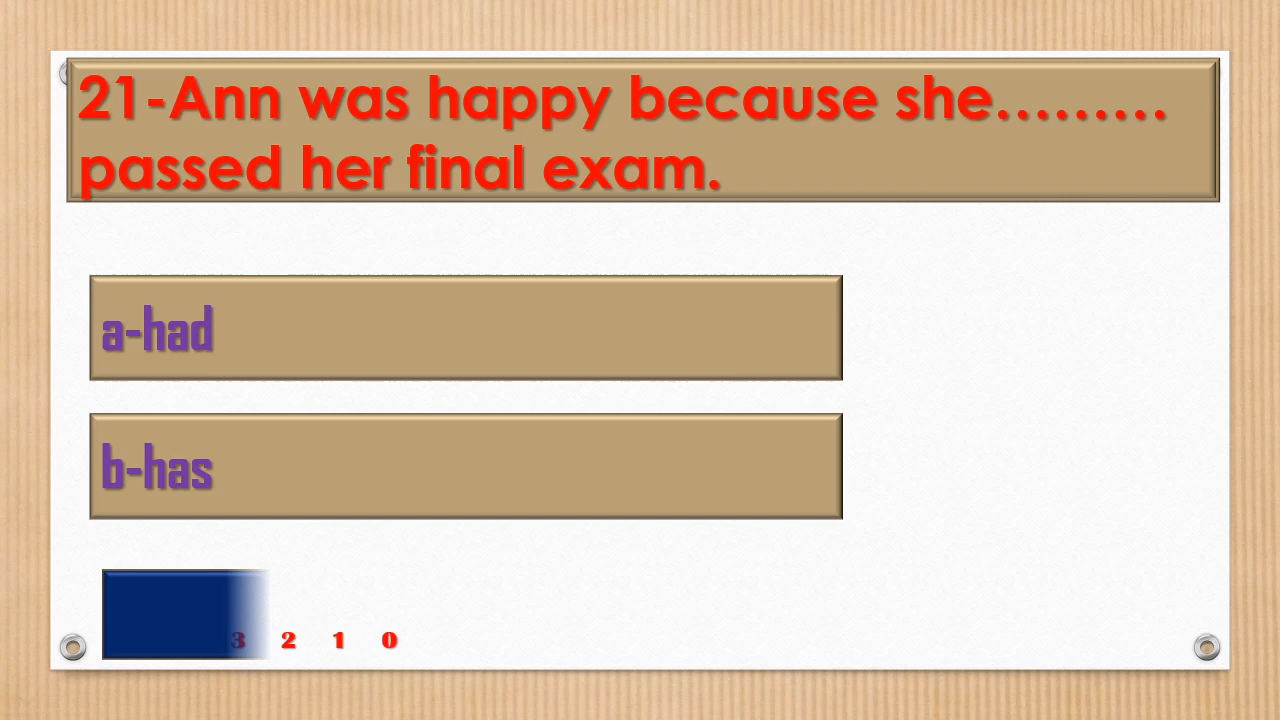 21-Ann was happy because she………
passed her final exam.
a-had
b-has
3 2 1 0